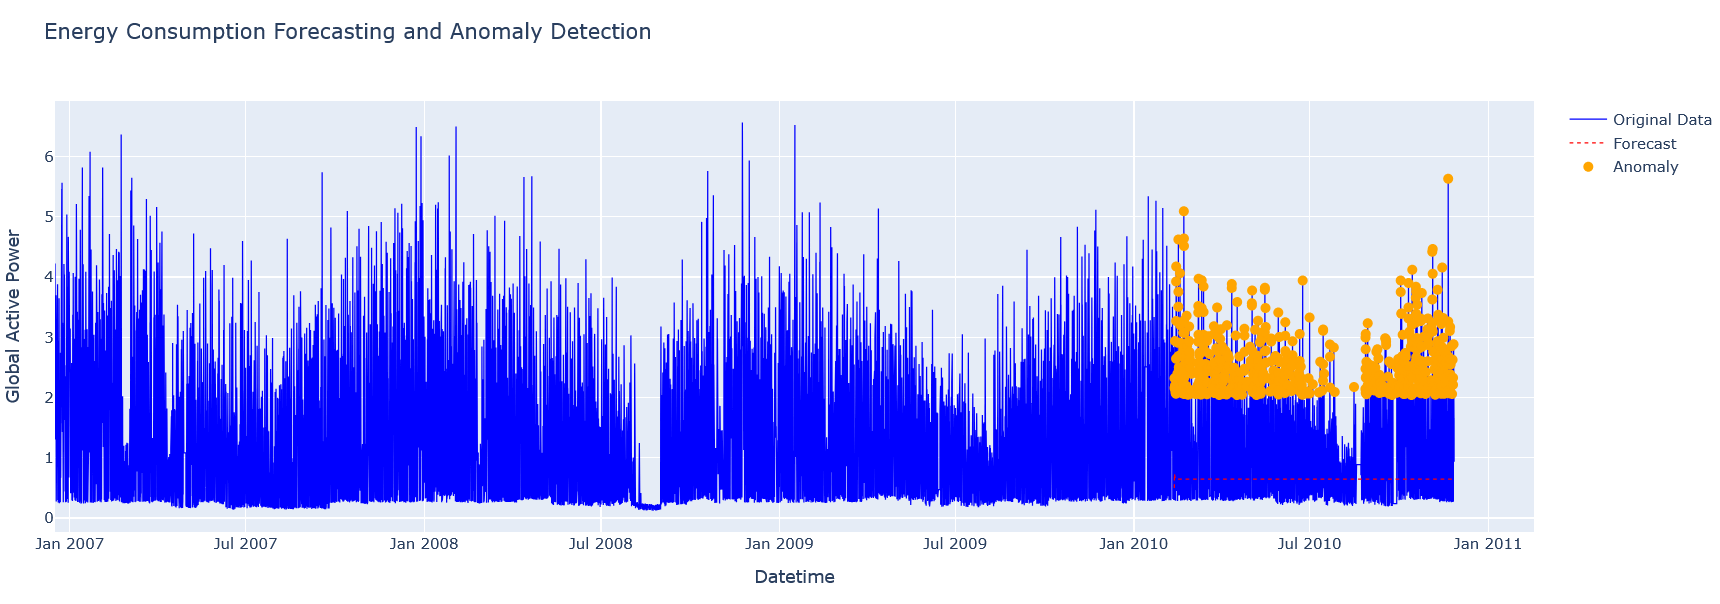 Energy Consumption Forecasting and Anomaly Detection
Original Data
Forecast
Anomaly
Global Active Power
6
5
4
3
2
1
0
Jan 2007 Jul 2007 Jan 2008 Jul 2008 Jan 2009 Jul 2009 Jan 2010 Jul 2010 Jan 2011
Datetime